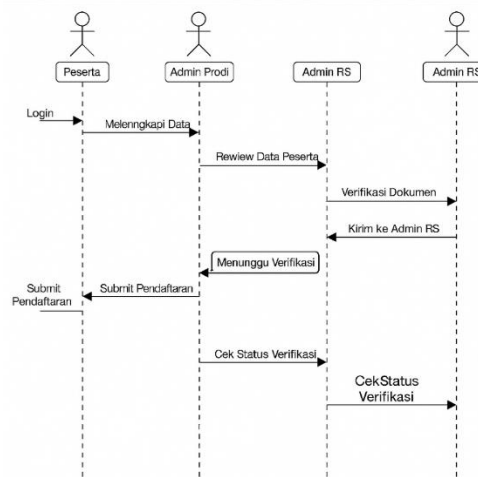 Peserta
Admin Prodi
Admin RS
Admin RS
Login
Melenngkapi Data
Rewiew Data Peserta
Verifikasi Dokumen
Kirim ke Admin RS
Menunggu Verifikasi
Submit
Pendaftaran
Submit Pendaftaran
Cek Status Verifikasi
CekStatus
Verifikasi